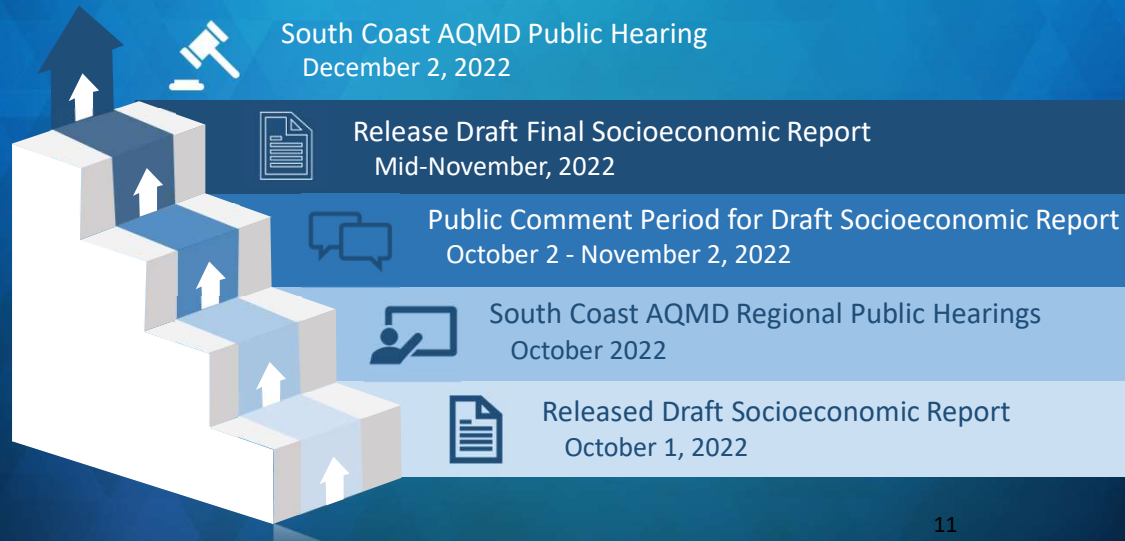 South Coast AQMD Public Hearing
December 2, 2022
Release Draft Final Socioeconomic Report
Mid-November, 2022
Public Comment Period for Draft Socioeconomic Report
October 2 - November 2, 2022
South Coast AQMD Regional Public Hearings
October 2022
Released Draft Socioeconomic Report
October 1, 2022
11